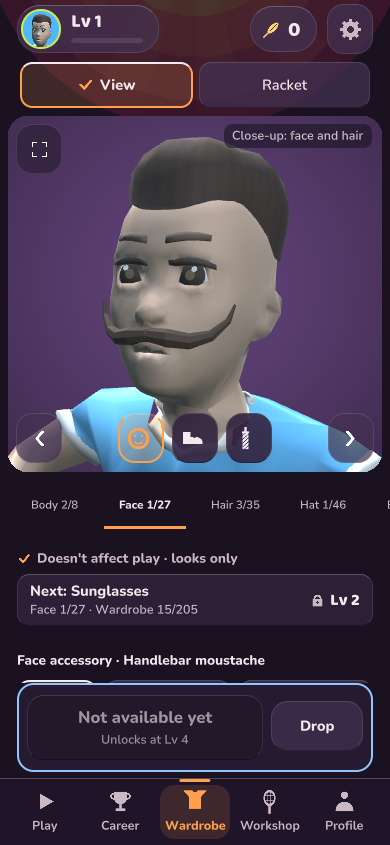 Lv 1
0
View
Racket
Close-up: face and hair
Body 2/8
Face 1/27
Hair 3/35
Hat 1/46
Doesn't affect play · looks only
Next: Sunglasses
Face 1/27 · Wardrobe 15/205
Lv 2
Face accessory · Handlebar moustache
Not available yet
Unlocks at Lv 4
Drop
Play
Career
Wardrobe
Workshop
Profile